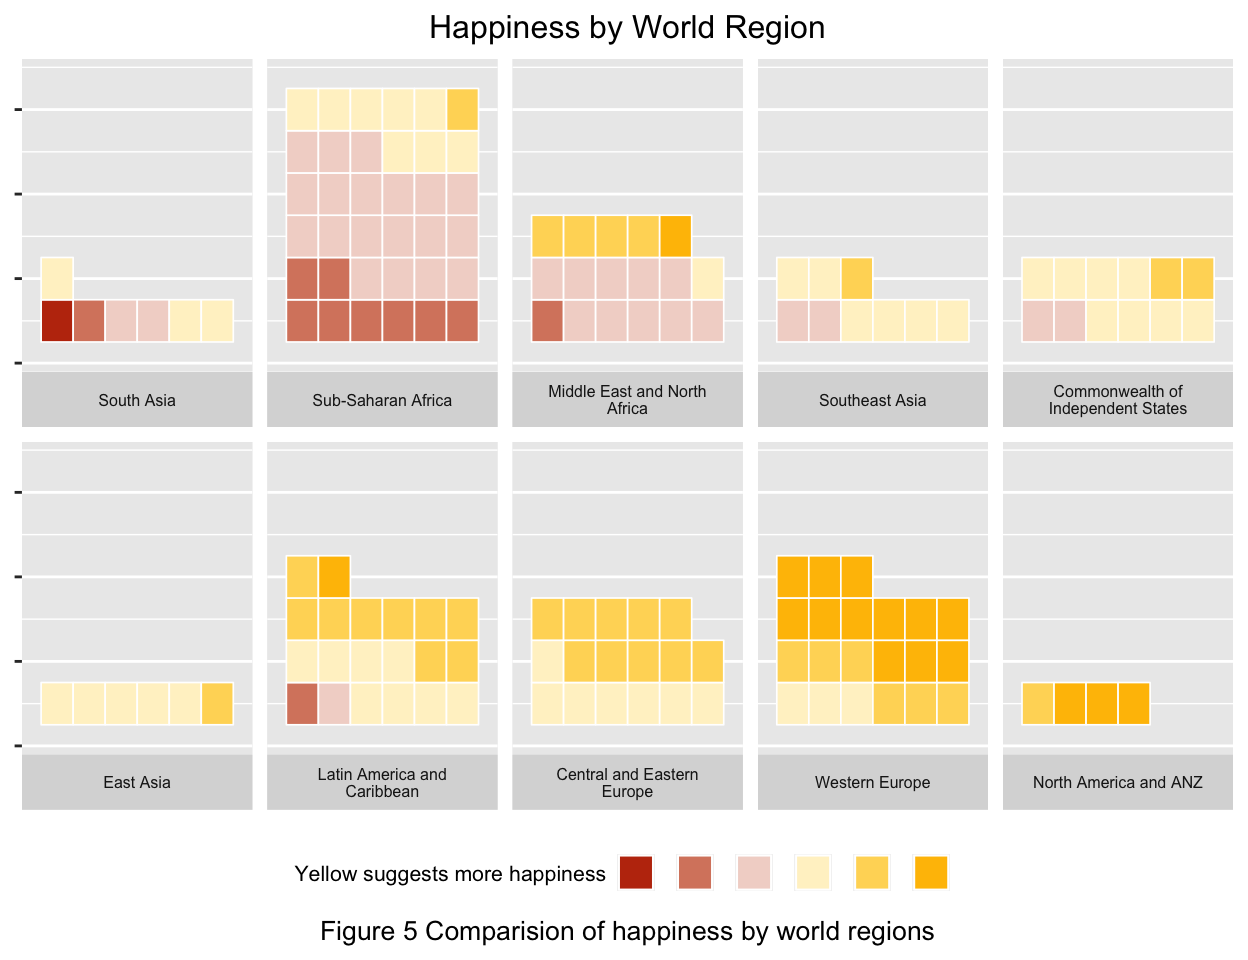 Happiness by World Region
South Asia
Sub-Saharan Africa
Middle East and North
Africa
Southeast Asia
Commonwealth of
Independent States
East Asia
Latin America and
Caribbean
Central and Eastern
Europe
Western Europe
North America and ANZ
Yellow suggests more happiness
Figure 5 Comparision of happiness by world regions